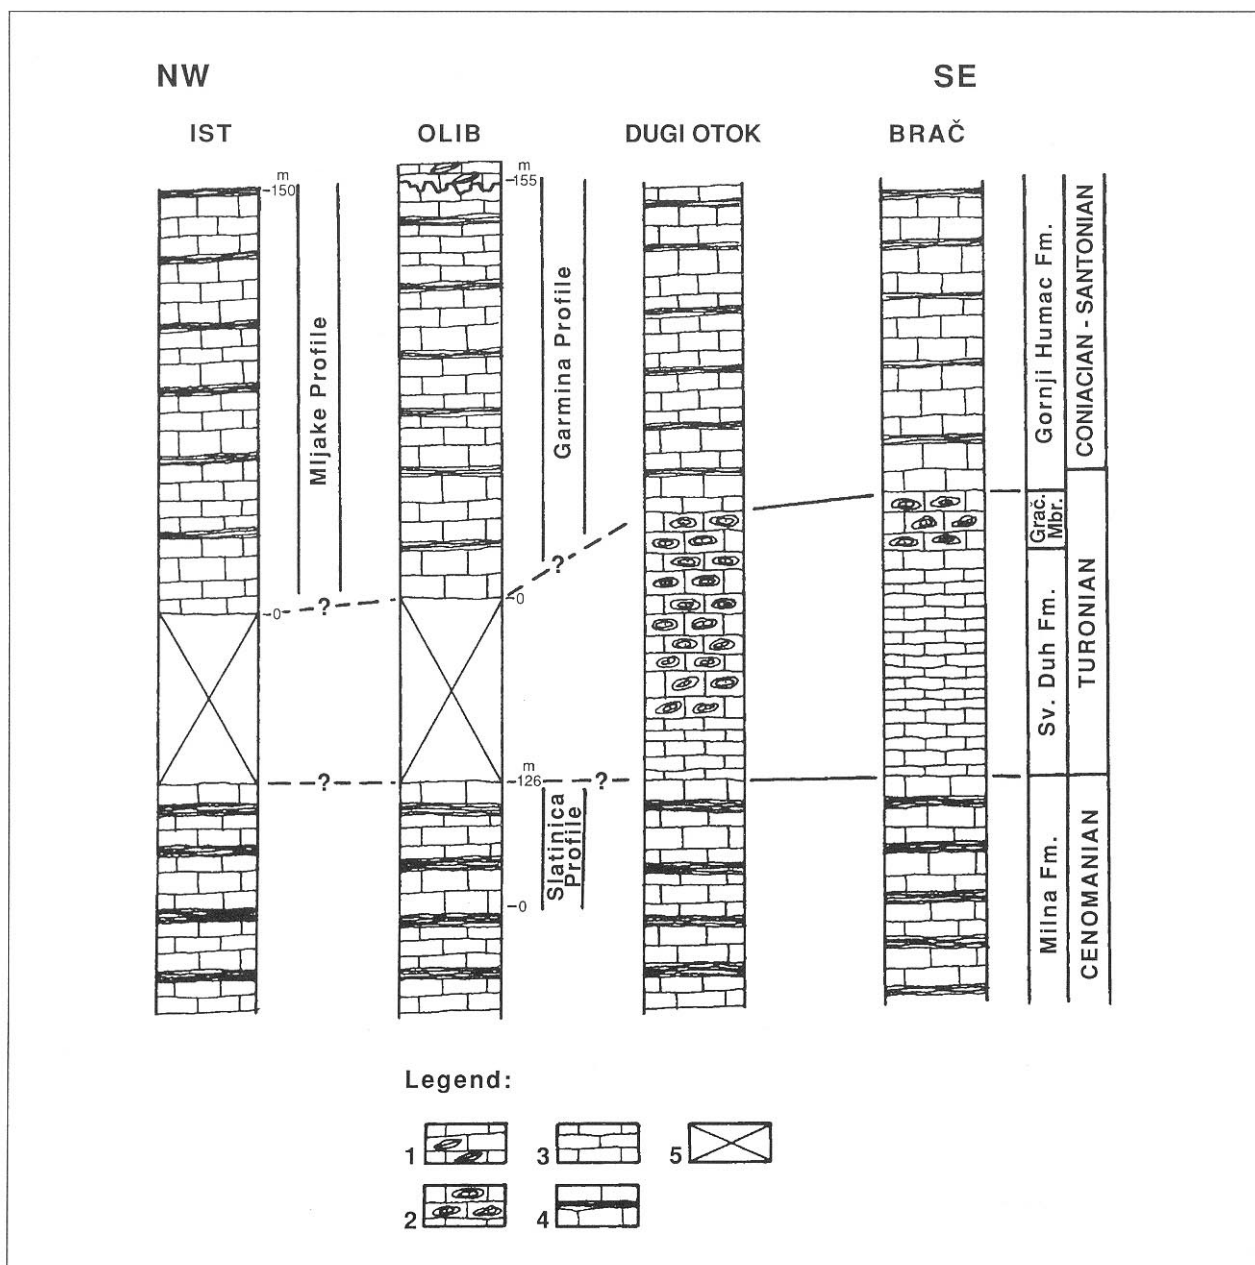 NW
SE
IST
OLIB
DUGI OTOK
BRAČ
m
-150
m
-155
Mljake Profile
Garmina Profile
Gornji Humac Fm.
CONIACIAN - SANTONIAN
Grač.
Mbr.
?
?
-0
-0
Sv. Duh Fm.
TURONIAN
?
m
-126
?
Slatinica
Profile
-0
Milna Fm.
CENOMANIAN
Legend:
1
3
5
2
4